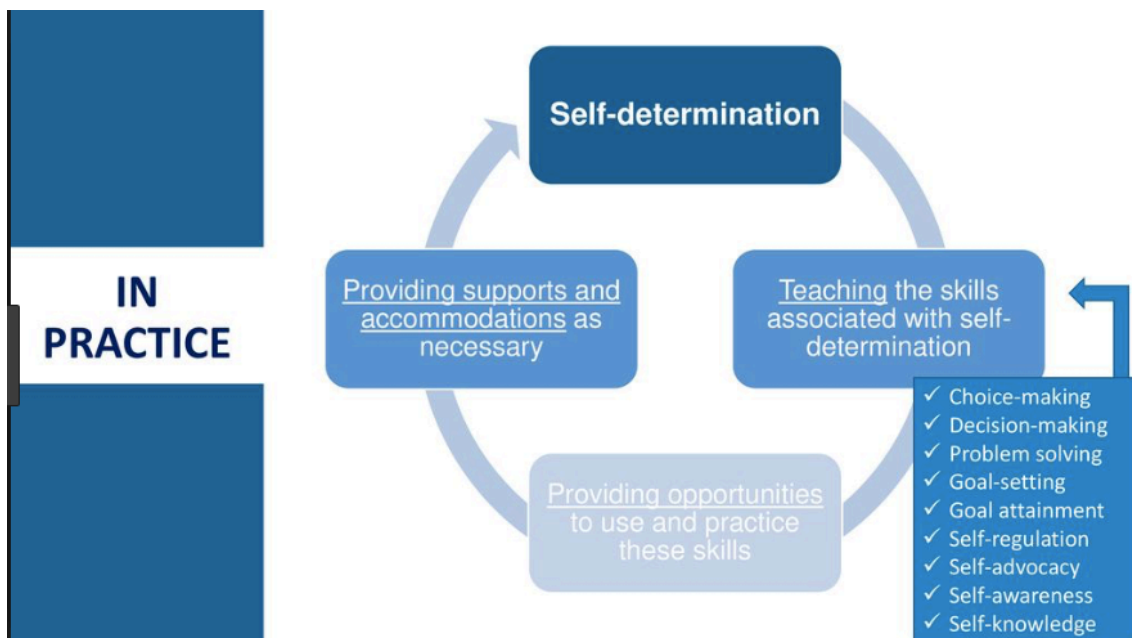 IN
PRACTICE
Self-determination
Teaching the skills
associated with self-
determination
✓ Choice-making
✓ Decision-making
✓ Problem solving
✓ Goal-setting
✓ Goal attainment
✓ Self-regulation
✓ Self-advocacy
✓ Self-awareness
✓ Self-knowledge
Providing opportunities
to use and practice
these skills
Providing supports and
accommodations as
necessary